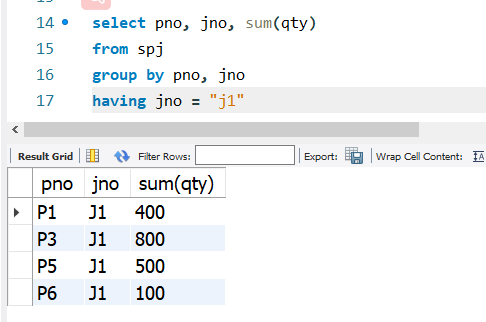 14 select pno, jno, sum(qty)
15 from spj
16 group by pno, jno
17 having jno = "j1"
Result Grid Filter Rows: Export: Wrap Cell Content:
pno jno sum(qty)
P1 J1 400
P3 J1 800
P5 J1 500
P6 J1 100